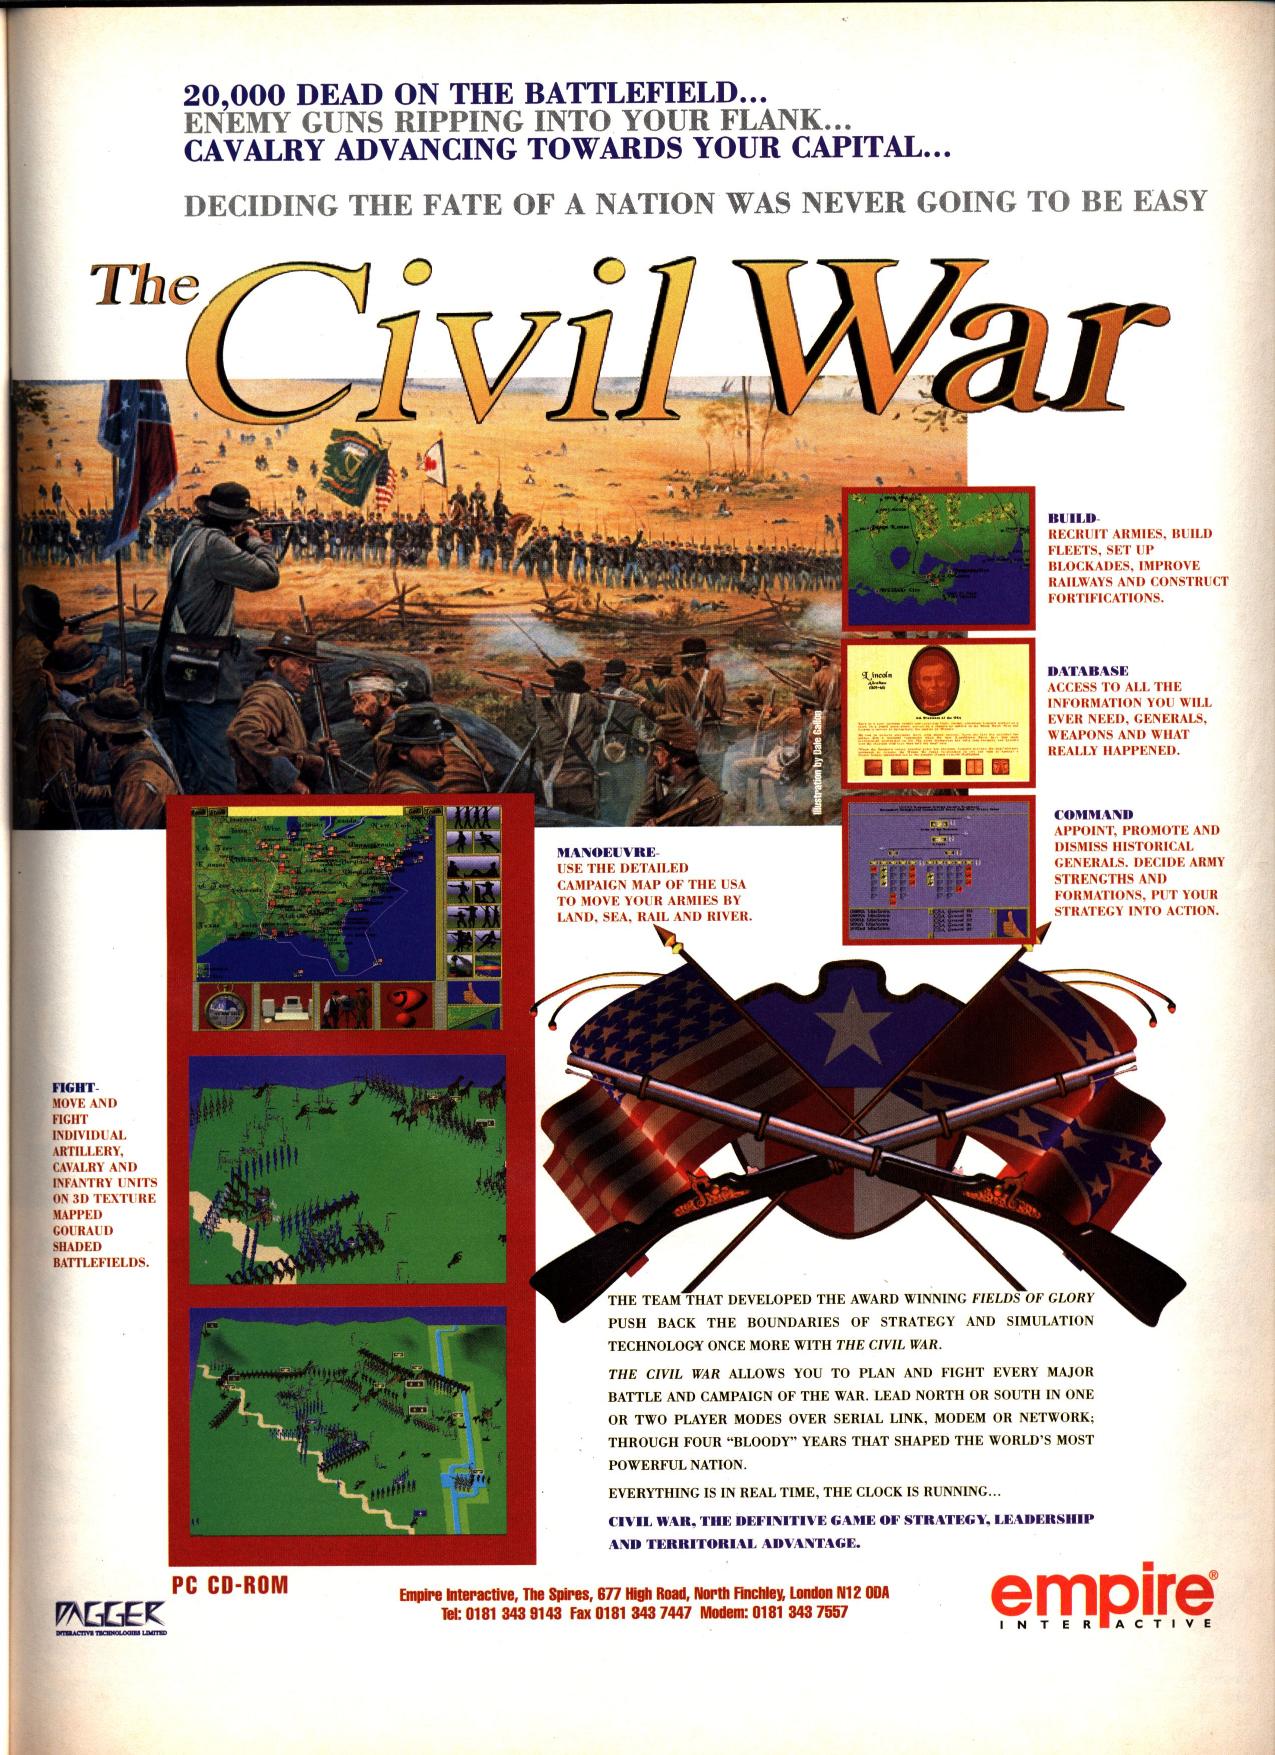 20,000 DEAD ON THE BATTLEFIELD...
ENEMY GUNS RIPPING INTO YOUR FLANK...
CAVALRY ADVANCING TOWARDS YOUR CAPITAL...
DECIDING THE FATE OF A NATION WAS NEVER GOING TO BE EASY
The Civil War
BUILD-
RECRUIT ARMIES, BUILD
FLEETS, SET UP
BLOCKADES, IMPROVE
RAILWAYS AND CONSTRUCT
FORTIFICATIONS.
Lincoln
Abraham
DATABASE
ACCESS TO ALL THE
INFORMATION YOU WILL
EVER NEED, GENERALS,
WEAPONS AND WHAT
REALLY HAPPENED.
Illustration by Dale Gallon
COMMAND
APPOINT, PROMOTE AND
DISMISS HISTORICAL
GENERALS. DECIDE ARMY
STRENGTHS AND
FORMATIONS, PUT YOUR
STRATEGY INTO ACTION.
MANOEUVRE-
USE THE DETAILED
CAMPAIGN MAP OF THE USA
TO MOVE YOUR ARMIES BY
LAND, SEA, RAIL AND RIVER.
FIGHT-
MOVE AND
FIGHT
INDIVIDUAL
ARTILLERY,
CAVALRY AND
INFANTRY UNITS
ON 3D TEXTURE
MAPPED
GOURAUD
SHADED
BATTLEFIELDS.
THE TEAM THAT DEVELOPED THE AWARD WINNING FIELDS OF GLORY
PUSH BACK THE BOUNDARIES OF STRATEGY AND SIMULATION
TECHNOLOGY ONCE MORE WITH THE CIVIL WAR.
THE CIVIL WAR ALLOWS YOU TO PLAN AND FIGHT EVERY MAJOR
BATTLE AND CAMPAIGN OF THE WAR. LEAD NORTH OR SOUTH IN ONE
OR TWO PLAYER MODES OVER SERIAL LINK, MODEM OR NETWORK;
THROUGH FOUR “BLOODY” YEARS THAT SHAPED THE WORLD'S MOST
POWERFUL NATION.
EVERYTHING IS IN REAL TIME, THE CLOCK IS RUNNING...
CIVIL WAR, THE DEFINITIVE GAME OF STRATEGY, LEADERSHIP
AND TERRITORIAL ADVANTAGE.
PC CD-ROM
DAGGER
INTERACTIVE TECHNOLOGIES LIMITED
Empire Interactive, The Spires, 677 High Road, North Finchley, London N12 0DA
Tel: 0181 343 9143 Fax 0181 343 7447 Modem: 0181 343 7557
empire®
INTERACTIVE